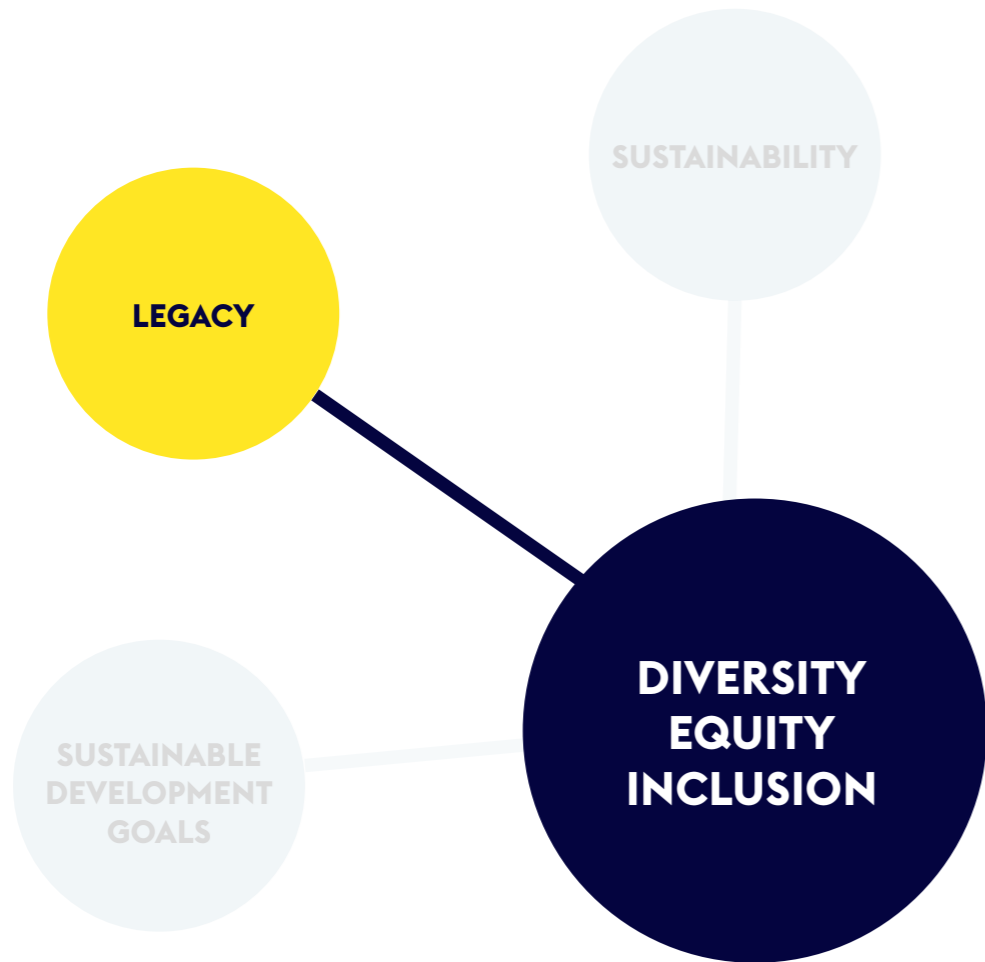 SUSTAINABILITY
LEGACY
DIVERSITY
EQUITY
INCLUSION
SUSTAINABLE
DEVELOPMENT
GOALS